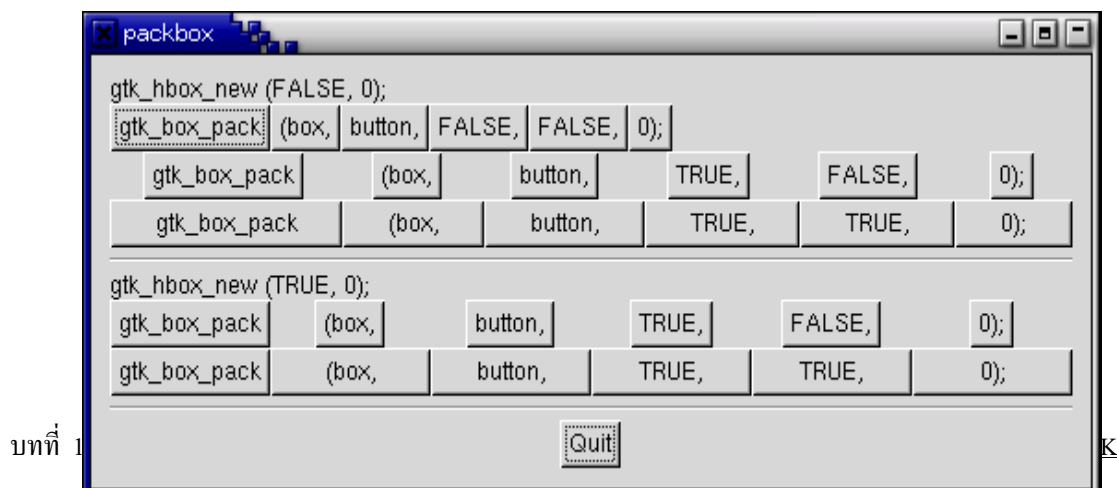 packbox
gtk_hbox_new (FALSE, 0);
gtk_box_pack (box, button, FALSE, FALSE, 0);
gtk_box_pack (box, button, TRUE, FALSE, 0);
gtk_box_pack (box, button, TRUE, TRUE, 0);
gtk_hbox_new (TRUE, 0);
gtk_box_pack (box, button, TRUE, FALSE, 0);
gtk_box_pack (box, button, TRUE, TRUE, 0);
Quit
บทที่ 1 K